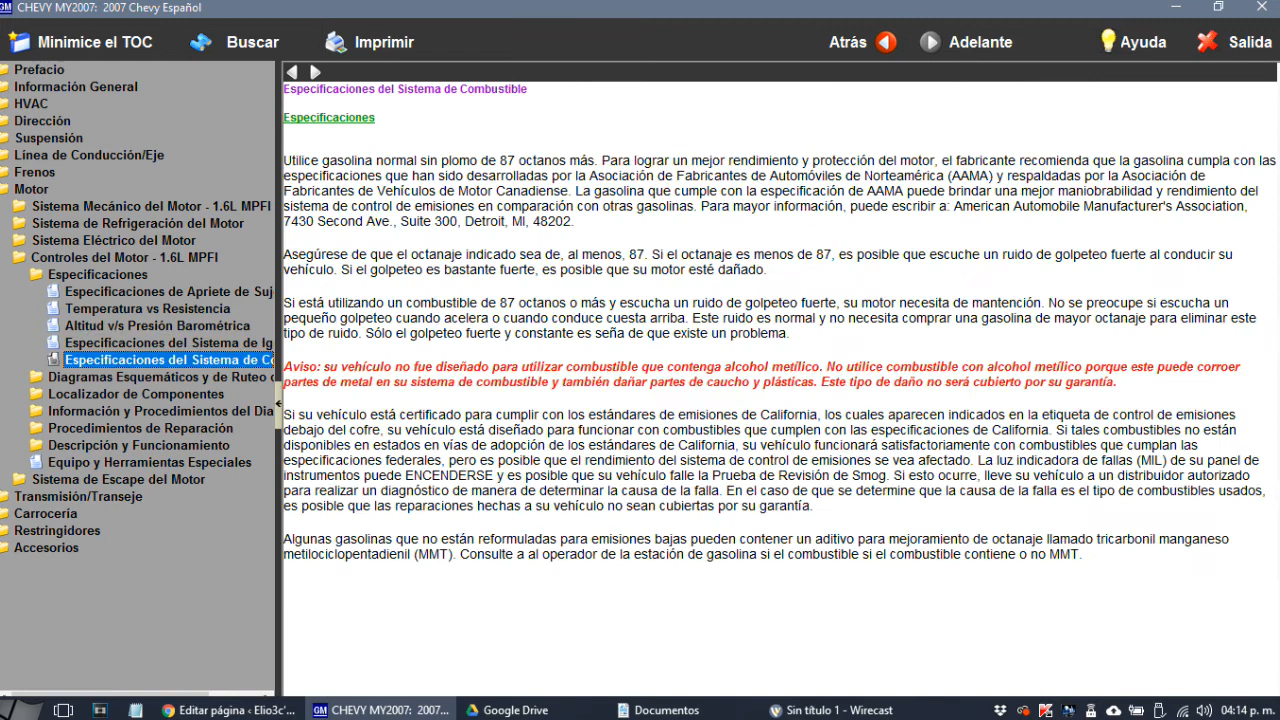 GM CHEVY MY2007: 2007 Chevy Español
Minimice el TOC
Buscar
Imprimir
Atrás
Adelante
Ayuda
Salida
Prefacio
Información General
HVAC
Dirección
Suspensión
Línea de Conducción/Eje
Frenos
Motor
Sistema Mecánico del Motor - 1.6L MPFI
Sistema de Refrigeración del Motor
Sistema Eléctrico del Motor
Controles del Motor - 1.6L MPFI
Especificaciones
Especificaciones de Apriete de Suj
Temperatura vs Resistencia
Altitud v/s Presión Barométrica
Especificaciones del Sistema de Ig
Especificaciones del Sistema de Co
Diagramas Esquemáticos y de Ruteo d
Localizador de Componentes
Información y Procedimientos del Dia
Procedimientos de Reparación
Descripción y Funcionamiento
Equipo y Herramientas Especiales
Sistema de Escape del Motor
Transmisión/Transeje
Carrocería
Restringidores
Accesorios
Especificaciones del Sistema de Combustible
Especificaciones
Utilice gasolina normal sin plomo de 87 octanos más. Para lograr un mejor rendimiento y protección del motor, el fabricante recomienda que la gasolina cumpla con las
especificaciones que han sido desarrolladas por la Asociación de Fabricantes de Automóviles de Norteamérica (AAMA) y respaldadas por la Asociación de
Fabricantes de Vehículos de Motor Canadiense. La gasolina que cumple con la especificación de AAMA puede brindar una mejor maniobrabilidad y rendimiento del
sistema de control de emisiones en comparación con otras gasolinas. Para mayor información, puede escribir a: American Automobile Manufacturer's Association,
7430 Second Ave., Suite 300, Detroit, MI, 48202.
Asegúrese de que el octanaje indicado sea de, al menos, 87. Si el octanaje es menos de 87, es posible que escuche un ruido de golpeteo fuerte al conducir su
vehículo. Si el golpeteo es bastante fuerte, es posible que su motor esté dañado.
Si está utilizando un combustible de 87 octanos o más y escucha un ruido de golpeteo fuerte, su motor necesita de mantención. No se preocupe si escucha un
pequeño golpeteo cuando acelera o cuando conduce cuesta arriba. Este ruido es normal y no necesita comprar una gasolina de mayor octanaje para eliminar este
tipo de ruido. Sólo el golpeteo fuerte y constante es seña de que existe un problema.
Aviso: su vehículo no fue diseñado para utilizar combustible que contenga alcohol metílico. No utilice combustible con alcohol metílico porque este puede corroer
partes de metal en su sistema de combustible y también dañar partes de caucho y plásticas. Este tipo de daño no será cubierto por su garantía.
Si su vehículo está certificado para cumplir con los estándares de emisiones de California, los cuales aparecen indicados en la etiqueta de control de emisiones
debajo del cofre, su vehículo está diseñado para funcionar con combustibles que cumplen con las especificaciones de California. Si tales combustibles no están
disponibles en estados en vías de adopción de los estándares de California, su vehículo funcionará satisfactoriamente con combustibles que cumplan las
especificaciones federales, pero es posible que el rendimiento del sistema de control de emisiones se vea afectado. La luz indicadora de fallas (MIL) de su panel de
instrumentos puede ENCENDERSE y es posible que su vehículo falle la Prueba de Revisión de Smog. Si esto ocurre, lleve su vehículo a un distribuidor autorizado
para realizar un diagnóstico de manera de determinar la causa de la falla. En el caso de que se determine que la causa de la falla es el tipo de combustibles usados,
es posible que las reparaciones hechas a su vehículo no sean cubiertas por su garantía.
Algunas gasolinas que no están reformuladas para emisiones bajas pueden contener un aditivo para mejoramiento de octanaje llamado tricarbonil manganeso
metilociclopentadienil (MMT). Consulte a al operador de la estación de gasolina si el combustible si el combustible contiene o no MMT.
Editar página ‹ Elio3c'...
GM CHEVY MY2007: 2007...
Google Drive
Documentos
Sin título 1 - Wirecast
04:14 p. m.